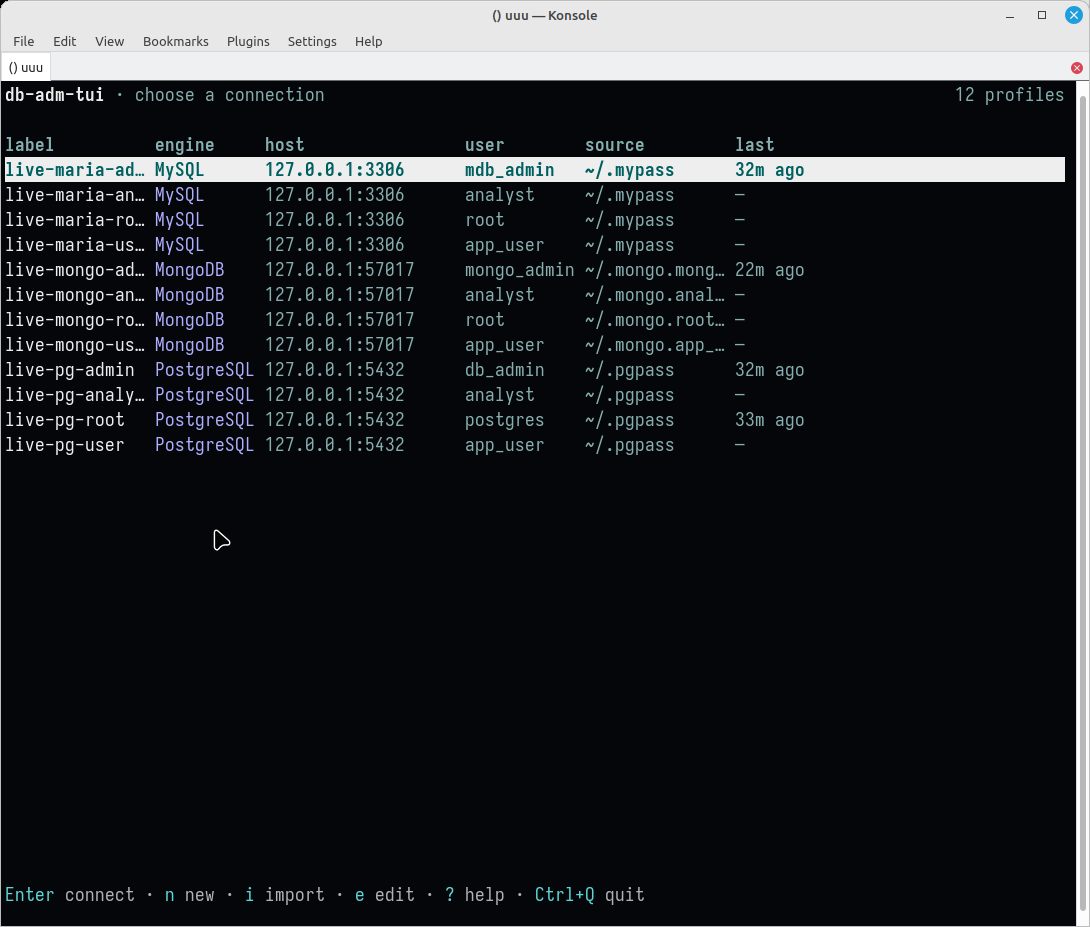 () uuu — Konsole
File Edit View Bookmarks Plugins Settings Help
() uuu
db-adm-tui · choose a connection 12 profiles
label engine host user source last
live-maria-ad… MySQL 127.0.0.1:3306 mdb_admin ~/.mypass 32m ago
live-maria-an… MySQL 127.0.0.1:3306 analyst ~/.mypass —
live-maria-ro… MySQL 127.0.0.1:3306 root ~/.mypass —
live-maria-us… MySQL 127.0.0.1:3306 app_user ~/.mypass —
live-mongo-ad… MongoDB 127.0.0.1:57017 mongo_admin ~/.mongo.mong… 22m ago
live-mongo-an… MongoDB 127.0.0.1:57017 analyst ~/.mongo.anal… —
live-mongo-ro… MongoDB 127.0.0.1:57017 root ~/.mongo.root… —
live-mongo-us… MongoDB 127.0.0.1:57017 app_user ~/.mongo.app_… —
live-pg-admin PostgreSQL 127.0.0.1:5432 db_admin ~/.pgpass 32m ago
live-pg-analy… PostgreSQL 127.0.0.1:5432 analyst ~/.pgpass —
live-pg-root PostgreSQL 127.0.0.1:5432 postgres ~/.pgpass 33m ago
live-pg-user PostgreSQL 127.0.0.1:5432 app_user ~/.pgpass —
Enter connect · n new · i import · e edit · ? help · Ctrl+Q quit